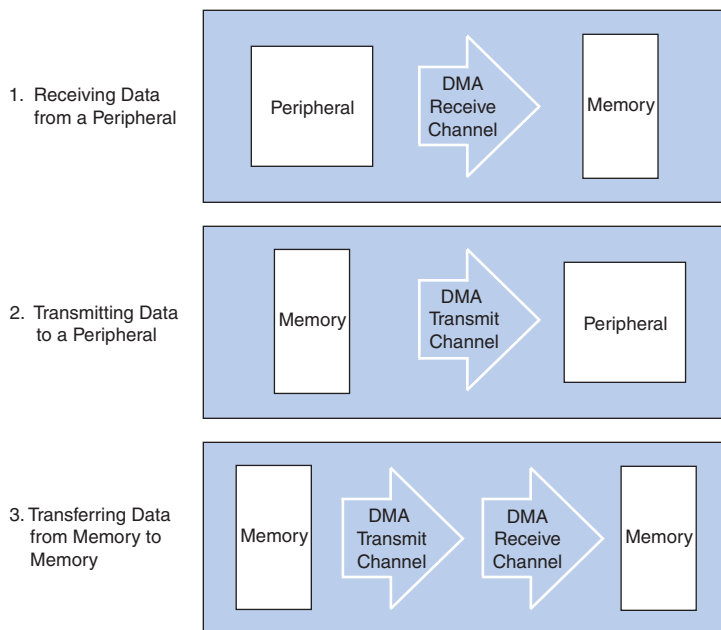 1. Receiving Data
from a Peripheral
Peripheral
DMA
Receive
Channel
Memory
2. Transmitting Data
to a Peripheral
Memory
DMA
Transmit
Channel
Peripheral
3. Transferring Data
from Memory to
Memory
Memory
DMA
Transmit
Channel
DMA
Receive
Channel
Memory